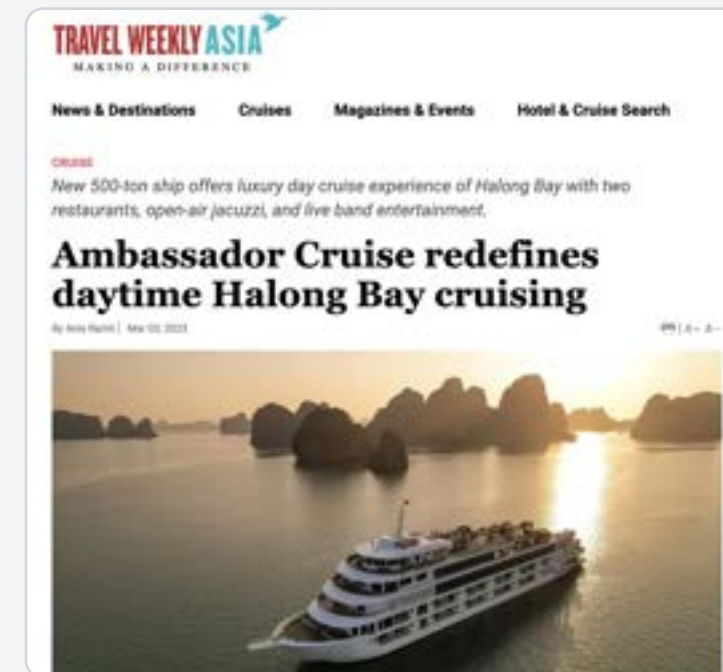 TRAVEL WEEKLY ASIA
MAKING A DIFFERENCE
News & Destinations Cruises Magazines & Events Hotel & Cruise Search
CRUISE
New 500-ton ship offers luxury day cruise experience of Halong Bay with two
restaurants, open-air jacuzzi, and live band entertainment.
Ambassador Cruise redefines
daytime Halong Bay cruising
By